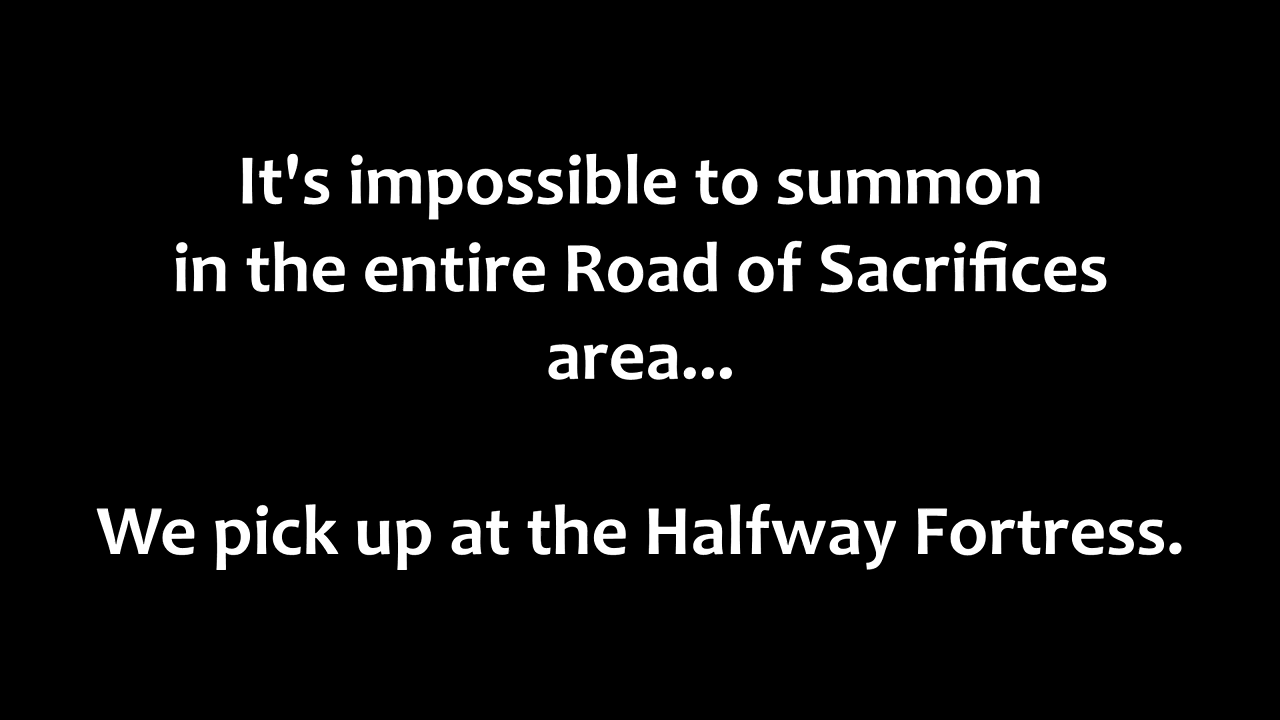 It's impossible to summon
in the entire Road of Sacrifices
area...
We pick up at the Halfway Fortress.